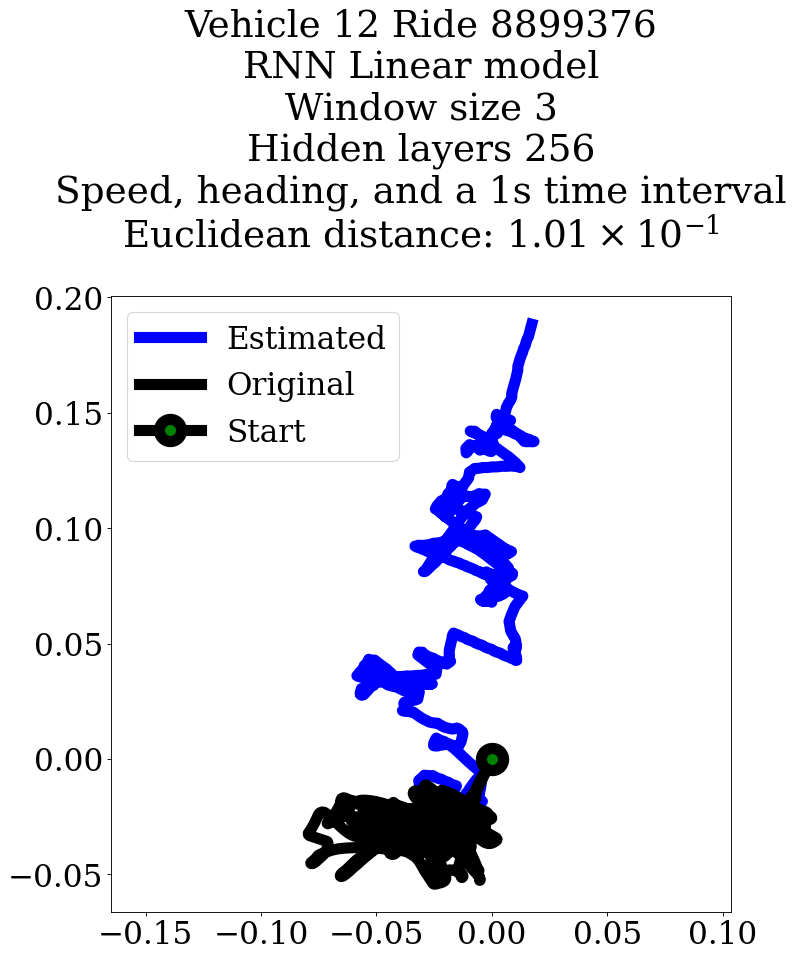 Vehicle 12 Ride 8899376
RNN Linear model
Window size 3
Hidden layers 256
Speed, heading, and a 1s time interval
Euclidean distance: 1.01 × 10⁻¹
0.20
0.15
0.10
0.05
0.00
−0.05
Estimated
Original
Start
−0.15 −0.10 −0.05 0.00 0.05 0.10